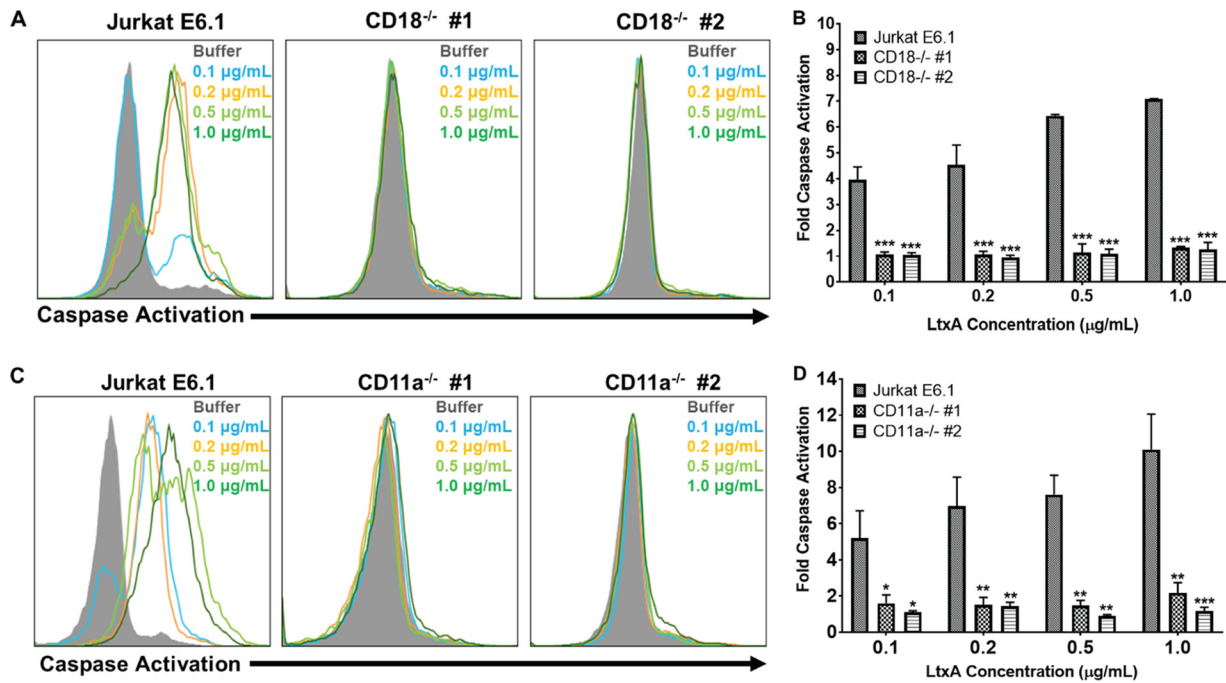 A
Jurkat E6.1
CD18-/- #1
CD18-/- #2
Buffer
0.1 µg/mL
0.2 µg/mL
0.5 µg/mL
1.0 µg/mL
Buffer
0.1 µg/mL
0.2 µg/mL
0.5 µg/mL
1.0 µg/mL
Buffer
0.1 µg/mL
0.2 µg/mL
0.5 µg/mL
1.0 µg/mL
Caspase Activation
B
Fold Caspase Activation
10
9
8
7
6
5
4
3
2
1
0
Jurkat E6.1
CD18-/- #1
CD18-/- #2
*** ***
*** ***
*** ***
*** ***
0.1 0.2 0.5 1.0
LtxA Concentration (µg/mL)
C
Jurkat E6.1
CD11a-/- #1
CD11a-/- #2
Buffer
0.1 µg/mL
0.2 µg/mL
0.5 µg/mL
1.0 µg/mL
Buffer
0.1 µg/mL
0.2 µg/mL
0.5 µg/mL
1.0 µg/mL
Buffer
0.1 µg/mL
0.2 µg/mL
0.5 µg/mL
1.0 µg/mL
Caspase Activation
D
Fold Caspase Activation
14
12
10
8
6
4
2
0
Jurkat E6.1
CD11a-/- #1
CD11a-/- #2
* *
** **
** **
** ***
0.1 0.2 0.5 1.0
LtxA Concentration (µg/mL)